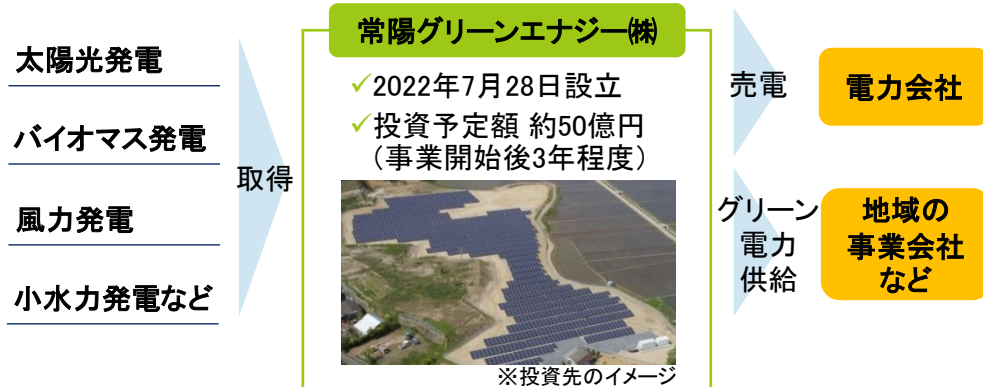 太陽光発電
バイオマス発電
風力発電
小水力発電など
取得
常陽グリーンエナジー㈱
✓2022年7月28日設立
✓投資予定額 約50億円
（事業開始後3年程度）
※投資先のイメージ
売電
電力会社
グリーン
電力
供給
地域の
事業会社
など